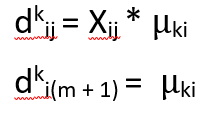 dᵏᵢⱼ = Xᵢⱼ * μₖᵢ
dᵏᵢ₍ₘ ₊ ₁₎ = μₖᵢ